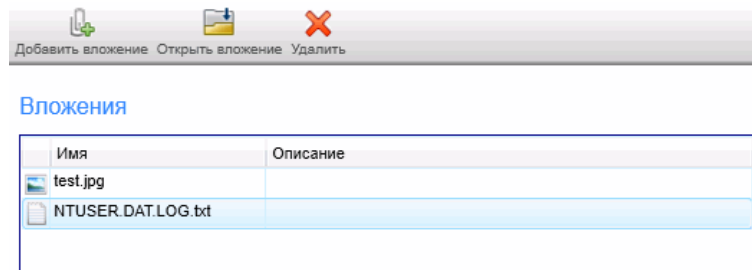 Добавить вложение Открыть вложение Удалить
Вложения
Имя Описание
test.jpg
NTUSER.DAT.LOG.txt